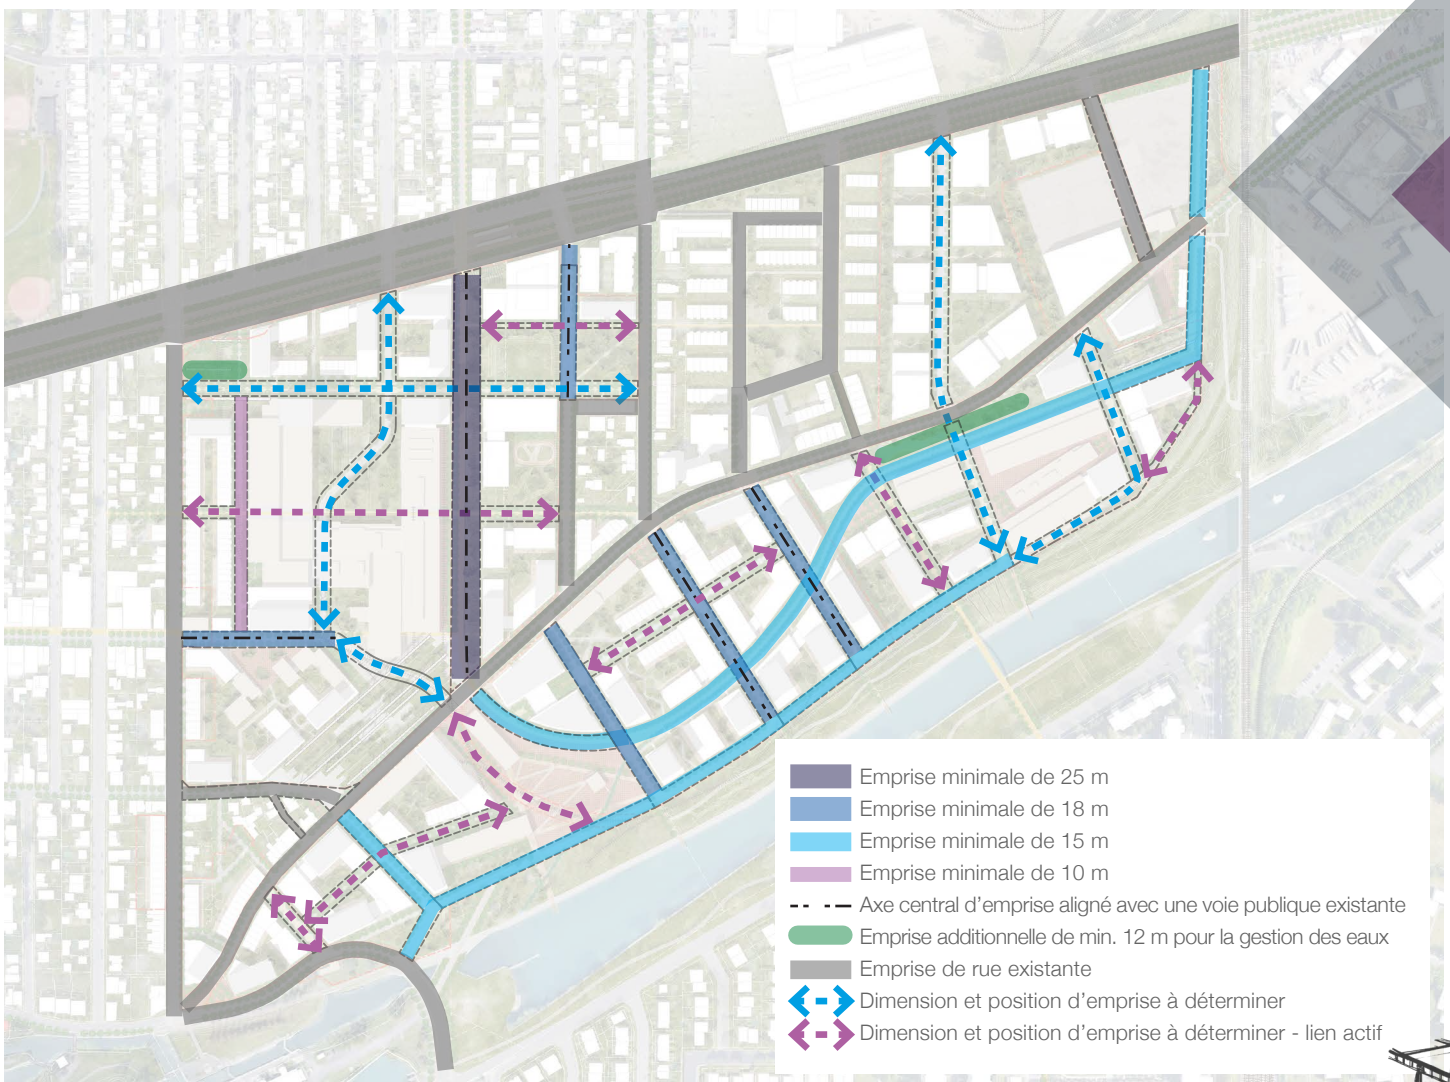 Emprise minimale de 25 m
Emprise minimale de 18 m
Emprise minimale de 15 m
Emprise minimale de 10 m
Axe central d'emprise aligné avec une voie publique existante
Emprise additionnelle de min. 12 m pour la gestion des eaux
Emprise de rue existante
Dimension et position d'emprise à déterminer
Dimension et position d'emprise à déterminer - lien actif